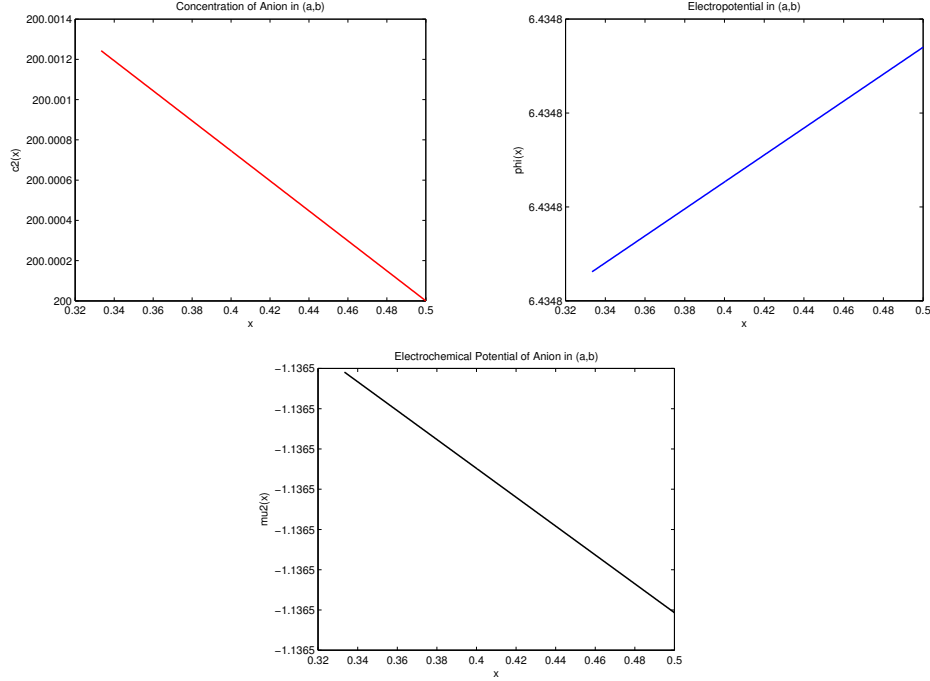 Concentration of Anion in (a,b)
200.0014
200.0012
200.001
200.0008
200.0006
200.0004
200.0002
200
c2(x)
0.32 0.34 0.36 0.38 0.4 0.42 0.44 0.46 0.48 0.5
x
Electropotential in (a,b)
6.4348
6.4348
6.4348
6.4348
phi(x)
0.32 0.34 0.36 0.38 0.4 0.42 0.44 0.46 0.48 0.5
x
Electrochemical Potential of Anion in (a,b)
−1.1365
−1.1365
−1.1365
−1.1365
−1.1365
−1.1365
−1.1365
−1.1365
mu2(x)
0.32 0.34 0.36 0.38 0.4 0.42 0.44 0.46 0.48 0.5
x